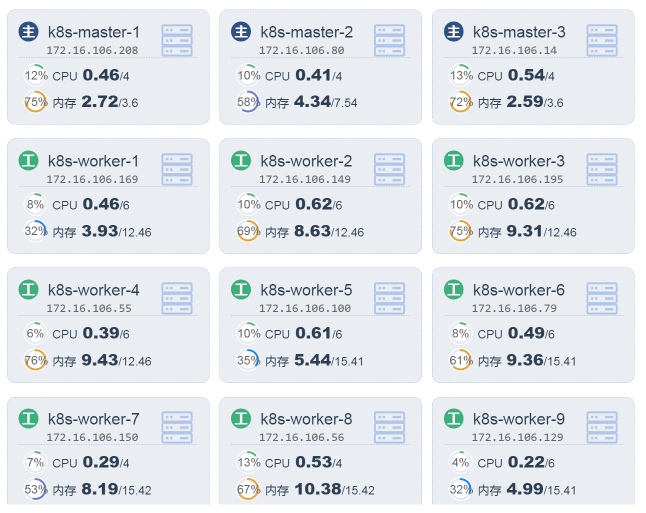 主 k8s-master-1
172.16.106.208
12% CPU 0.46/4
75% 内存 2.72/3.6
主 k8s-master-2
172.16.106.80
10% CPU 0.41/4
58% 内存 4.34/7.54
主 k8s-master-3
172.16.106.14
13% CPU 0.54/4
72% 内存 2.59/3.6
工 k8s-worker-1
172.16.106.169
8% CPU 0.46/6
32% 内存 3.93/12.46
工 k8s-worker-2
172.16.106.149
10% CPU 0.62/6
69% 内存 8.63/12.46
工 k8s-worker-3
172.16.106.195
10% CPU 0.62/6
75% 内存 9.31/12.46
工 k8s-worker-4
172.16.106.55
6% CPU 0.39/6
76% 内存 9.43/12.46
工 k8s-worker-5
172.16.106.100
10% CPU 0.61/6
35% 内存 5.44/15.41
工 k8s-worker-6
172.16.106.79
8% CPU 0.49/6
61% 内存 9.36/15.41
工 k8s-worker-7
172.16.106.150
7% CPU 0.29/4
53% 内存 8.19/15.42
工 k8s-worker-8
172.16.106.56
13% CPU 0.53/4
67% 内存 10.38/15.42
工 k8s-worker-9
172.16.106.129
4% CPU 0.22/6
32% 内存 4.99/15.41